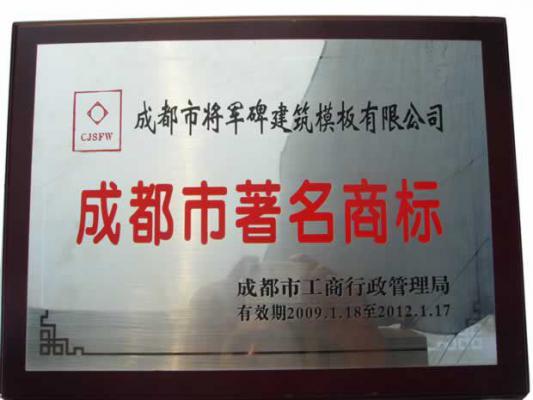 成都市将军碑建筑模板有限公司
CJSFW
成都市著名商标
成都市工商行政管理局
有效期2009.1.18至2012.1.17